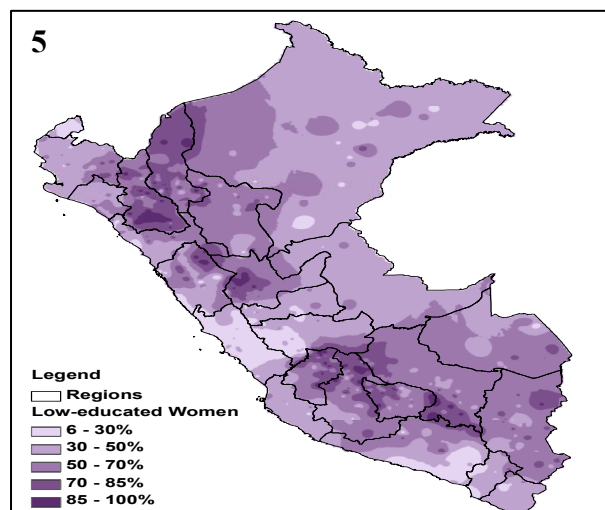 5
Legend
Regions
Low-educated Women
6 - 30%
30 - 50%
50 - 70%
70 - 85%
85 - 100%